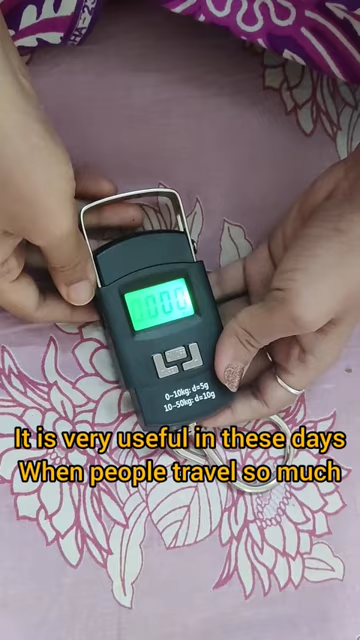 0.000
0~10kg: d=5g
10~50kg: d=10g
It is very useful in these days
When people travel so much